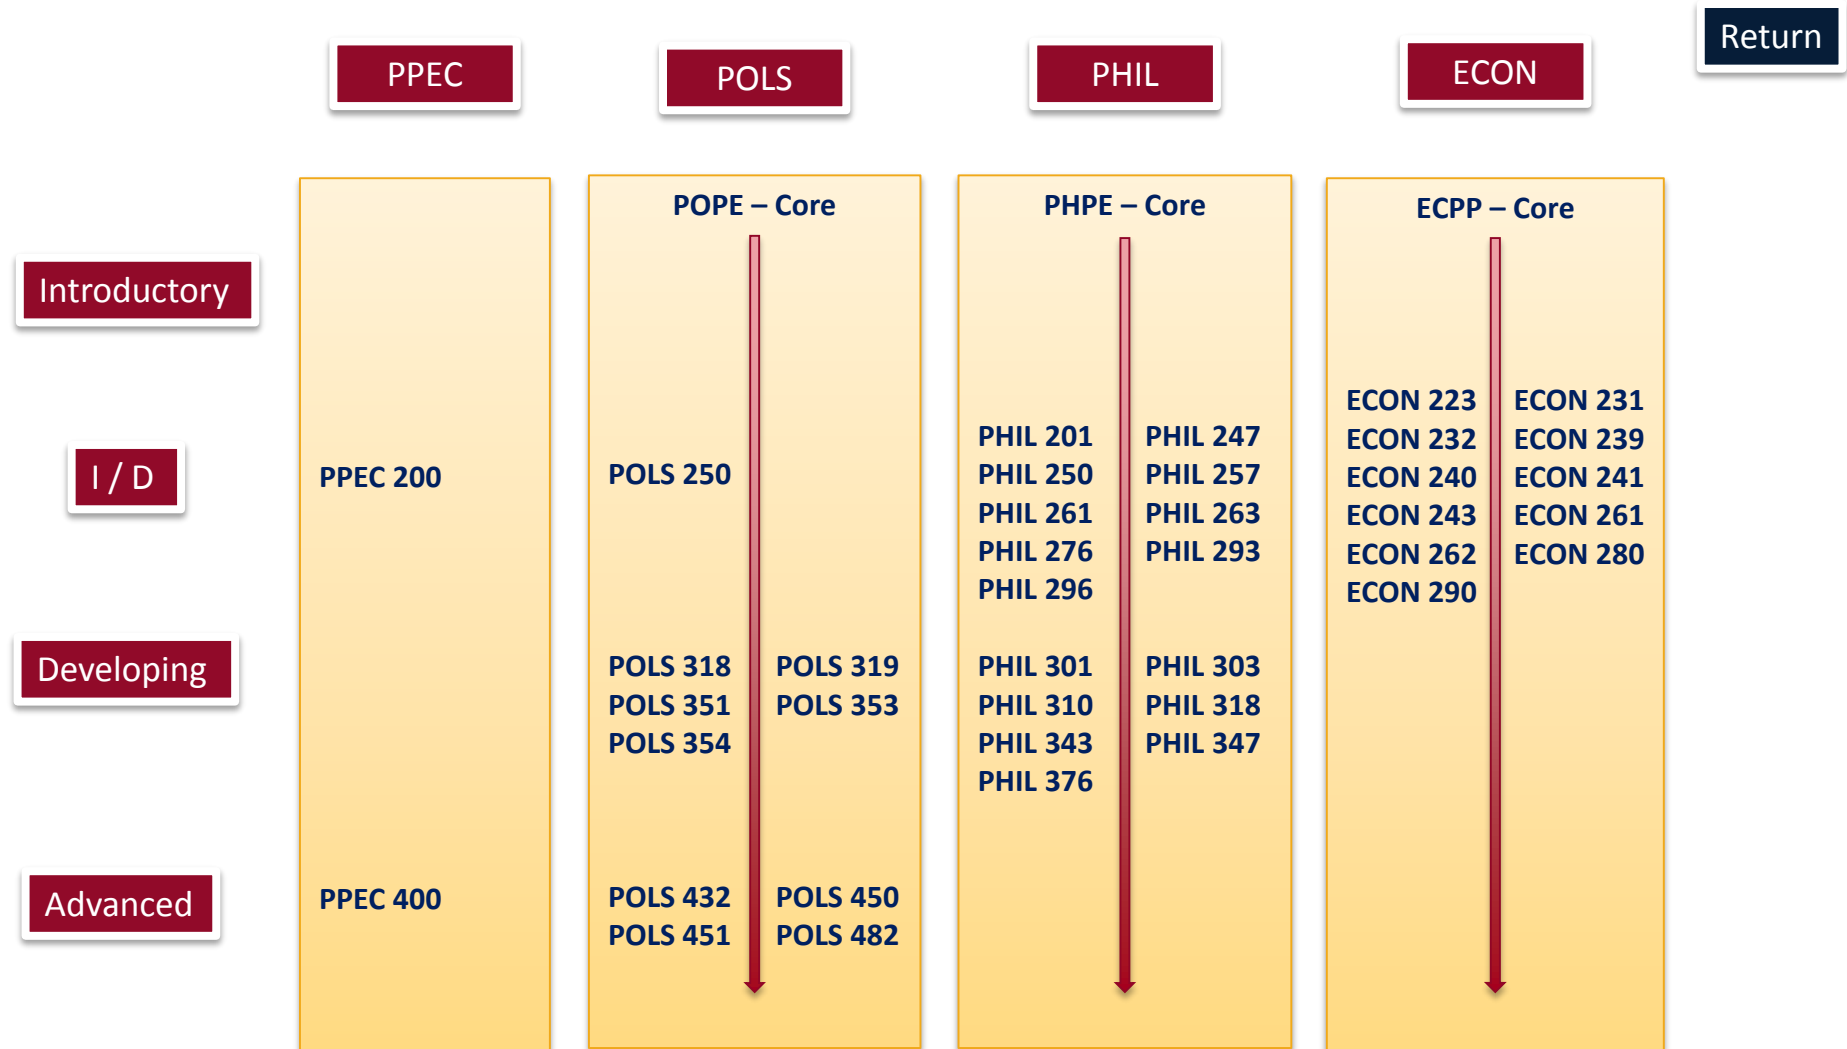 Return
PPEC POLS PHIL ECON
POPE – Core PHPE – Core ECPP – Core
Introductory
ECON 223 ECON 231
PHIL 201 PHIL 247 ECON 232 ECON 239
I / D PPEC 200 POLS 250 PHIL 250 PHIL 257 ECON 240 ECON 241
PHIL 261 PHIL 263 ECON 243 ECON 261
PHIL 276 PHIL 293 ECON 262 ECON 280
PHIL 296 ECON 290
Developing POLS 318 POLS 319 PHIL 301 PHIL 303
POLS 351 POLS 353 PHIL 310 PHIL 318
POLS 354 PHIL 343 PHIL 347
PHIL 376
Advanced PPEC 400 POLS 432 POLS 450
POLS 451 POLS 482